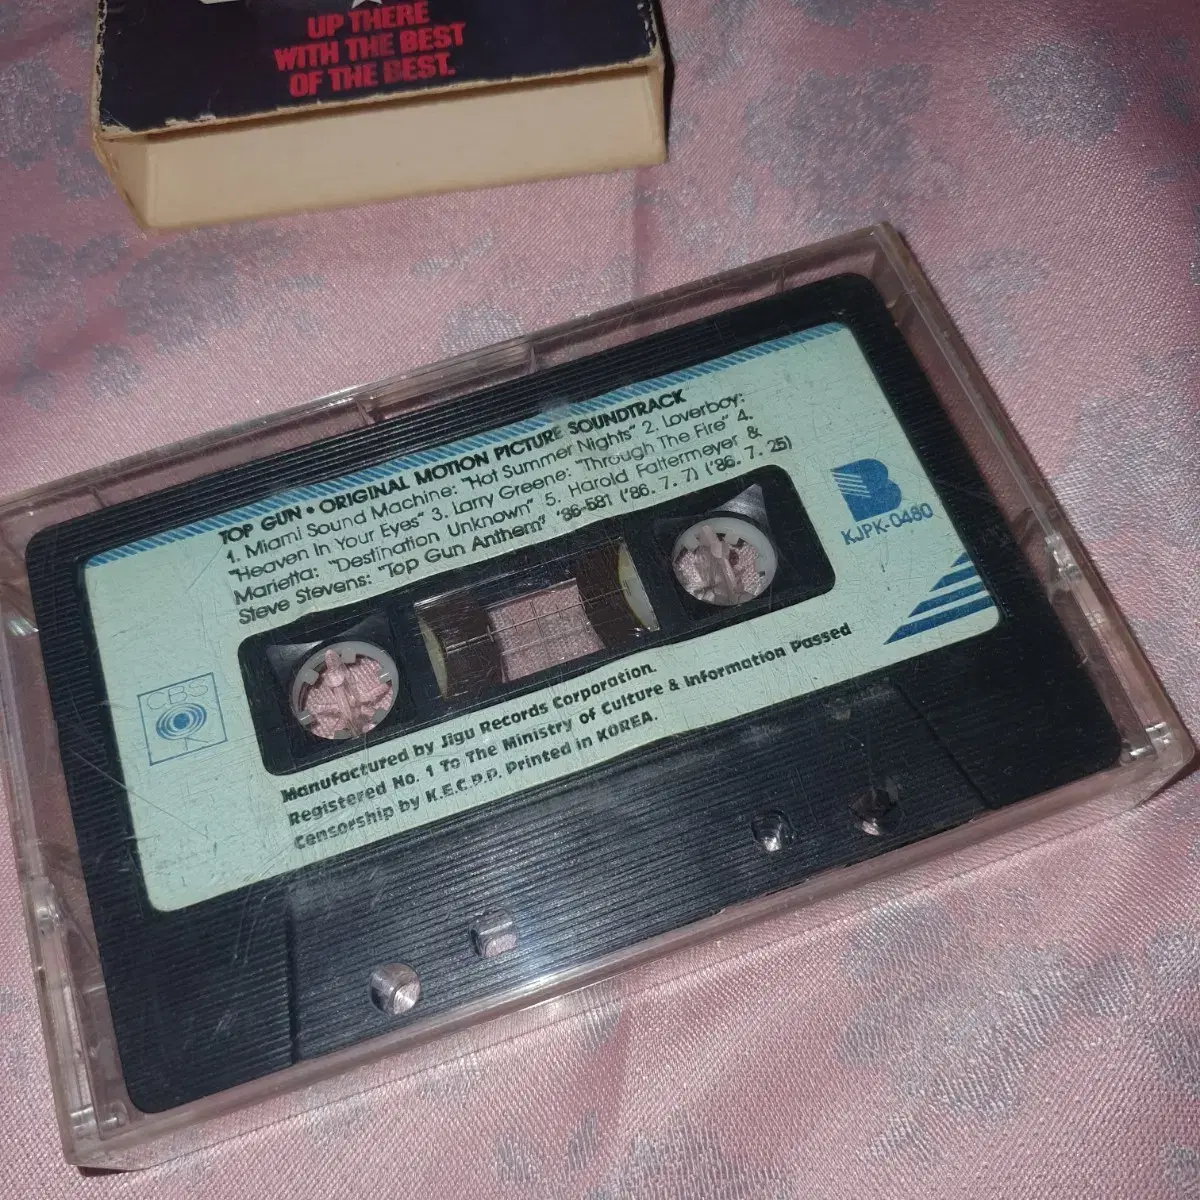 UP THERE
WITH THE BEST
OF THE BEST.
TOP GUN • ORIGINAL MOTION PICTURE SOUNDTRACK
1. Miami Sound Machine: "Hot Summer Nights" 2. Loverboy:
"Heaven In Your Eyes" 3. Larry Greene: "Through The Fire" 4.
Marietta: "Destination Unknown" 5. Harold Faltermeyer &
Steve Stevens: "Top Gun Anthem" '86-581 ('86. 7. 7) ('86. 7. 25)
B
KJPK-0480
CBS
Manufactured by Jigu Records Corporation.
Registered No. 1 To The Ministry of Culture & Information Passed
Censorship by K.E.C.P.P. Printed in KOREA.